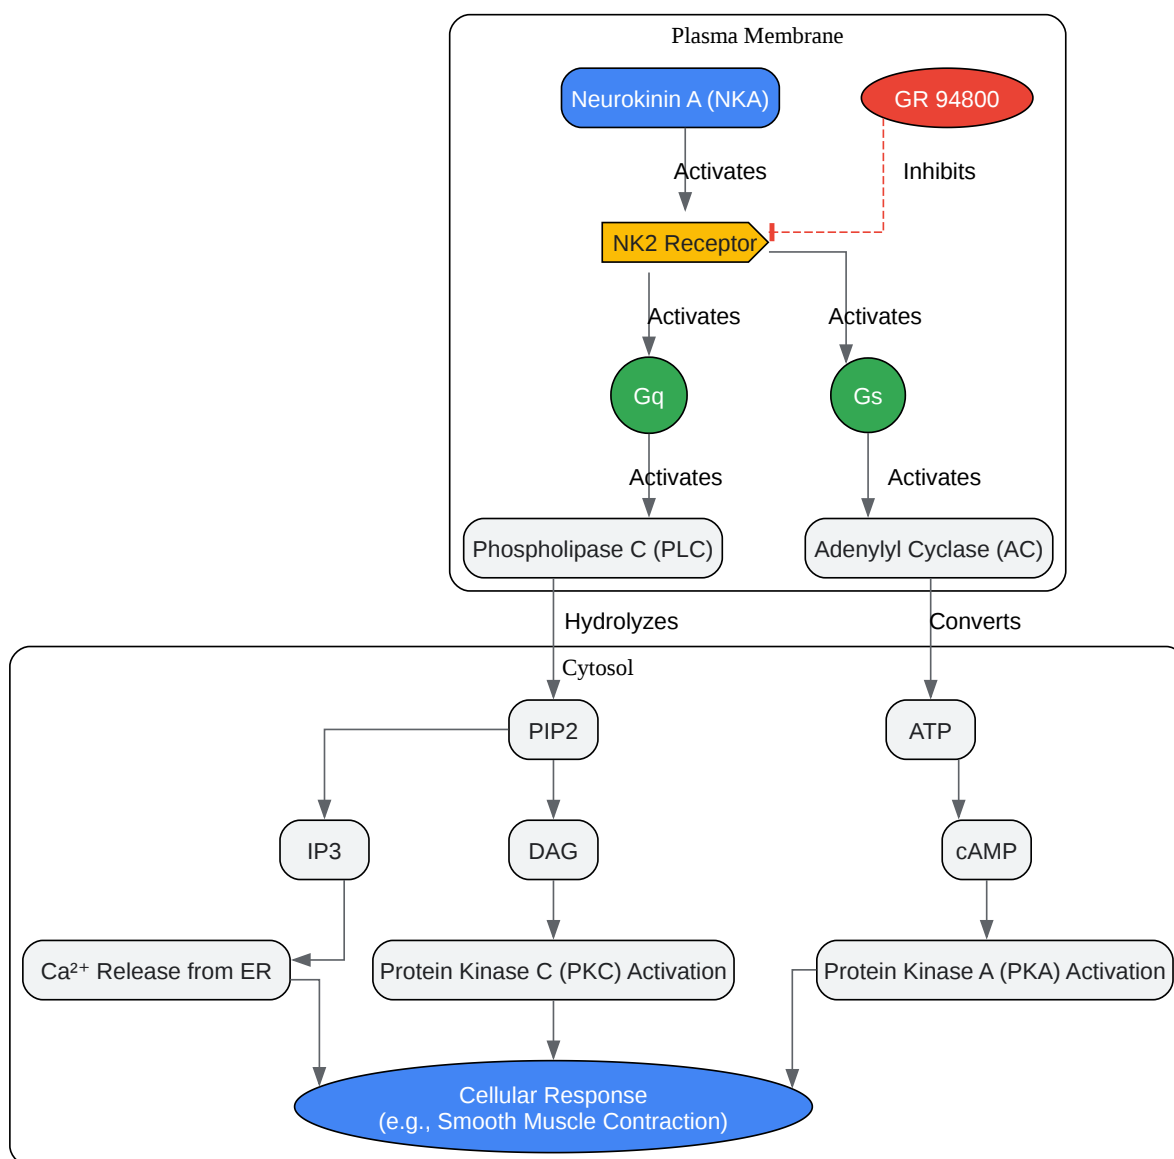 Plasma Membrane
Neurokinin A (NKA)
GR 94800
Activates
Inhibits
NK2 Receptor
Activates
Activates
Gq
Gs
Activates
Activates
Phospholipase C (PLC)
Adenylyl Cyclase (AC)
Hydrolyzes
Converts
Cytosol
PIP2
ATP
IP3
DAG
cAMP
Ca²⁺ Release from ER
Protein Kinase C (PKC) Activation
Protein Kinase A (PKA) Activation
Cellular Response
(e.g., Smooth Muscle Contraction)